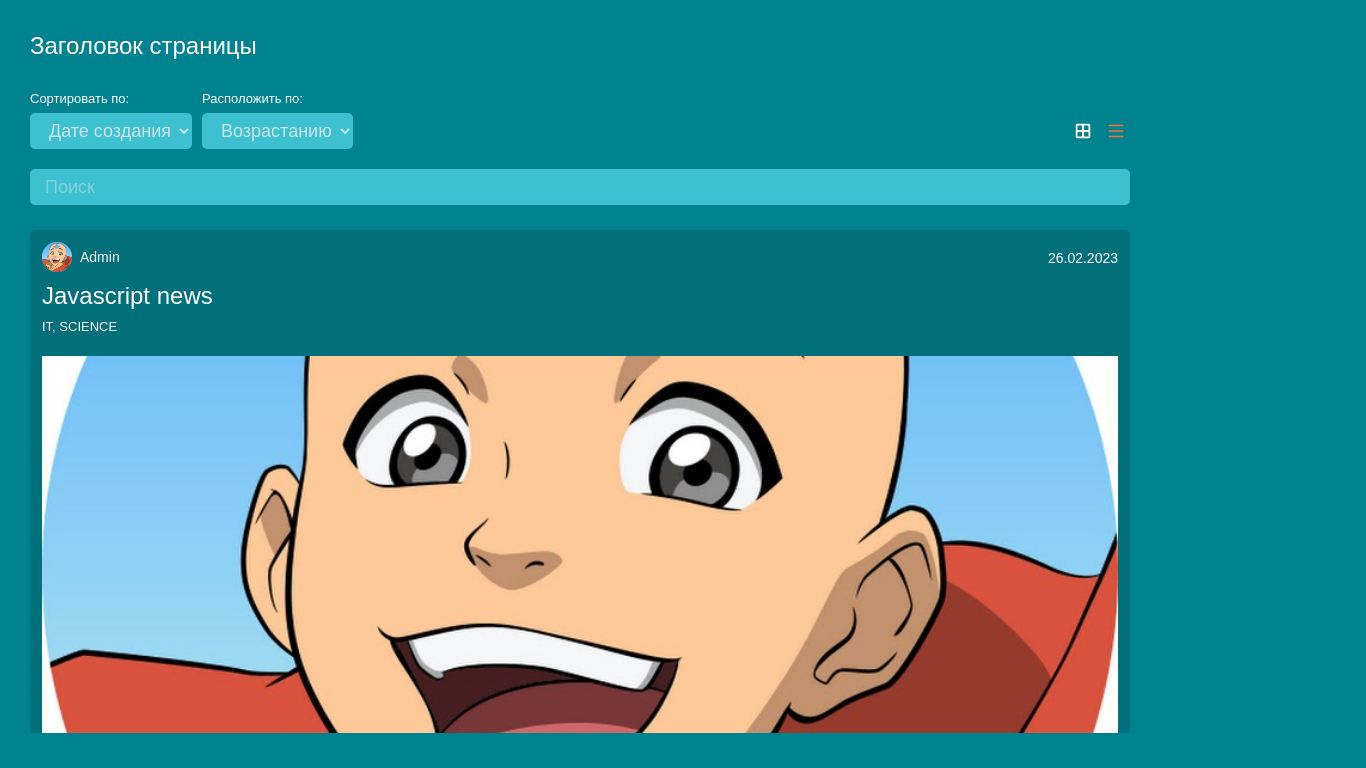 Заголовок страницы
Сортировать по: Расположить по:
Дате создания Возрастанию
Поиск
Admin 26.02.2023
Javascript news
IT, SCIENCE